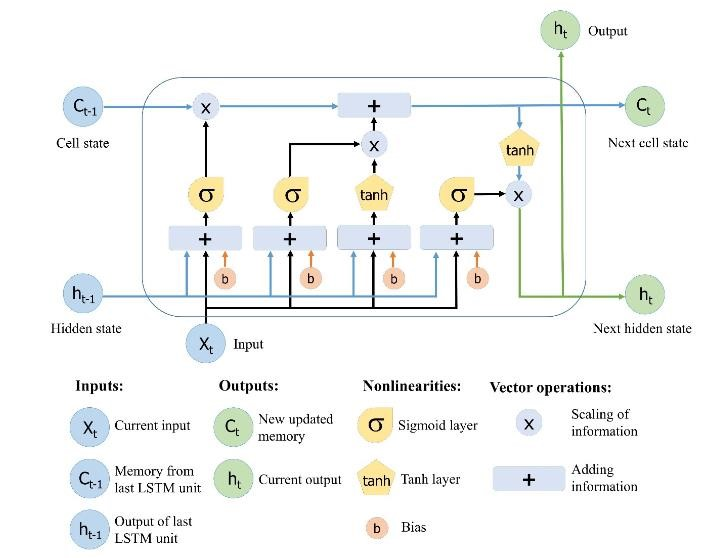 ht
Output
Ct-1
x
+
Ct
Cell state
Next cell state
x
tanh
σ
σ
tanh
σ
x
+
+
+
+
b
b
b
b
ht-1
ht
Hidden state
Next hidden state
Xt
Input
Inputs:
Outputs:
Nonlinearities:
Vector operations:
Xt
Current input
Ct
New updated
memory
σ
Sigmoid layer
x
Scaling of
information
Ct-1
Memory from
last LSTM unit
ht
Current output
tanh
Tanh layer
+
Adding
information
ht-1
Output of last
LSTM unit
b
Bias